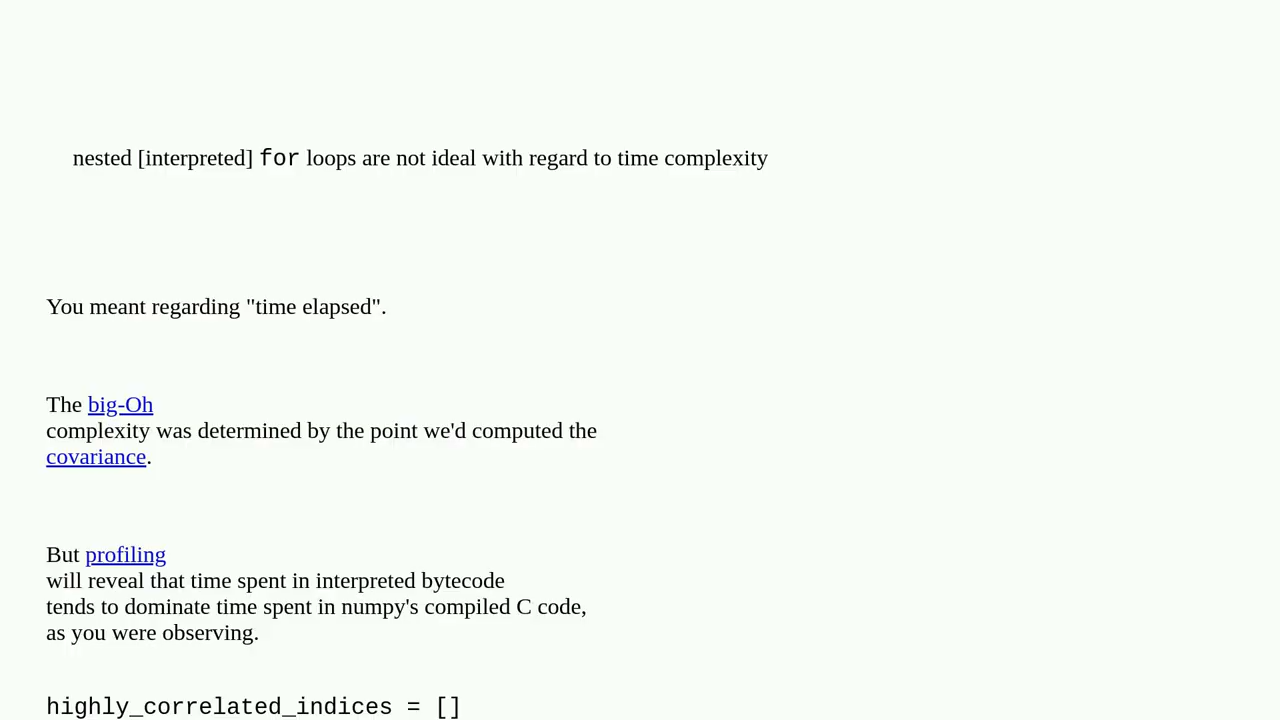 nested [interpreted] for loops are not ideal with regard to time complexity
You meant regarding "time elapsed".
The big-Oh
complexity was determined by the point we'd computed the
covariance.
But profiling
will reveal that time spent in interpreted bytecode
tends to dominate time spent in numpy's compiled C code,
as you were observing.
highly_correlated_indices = []